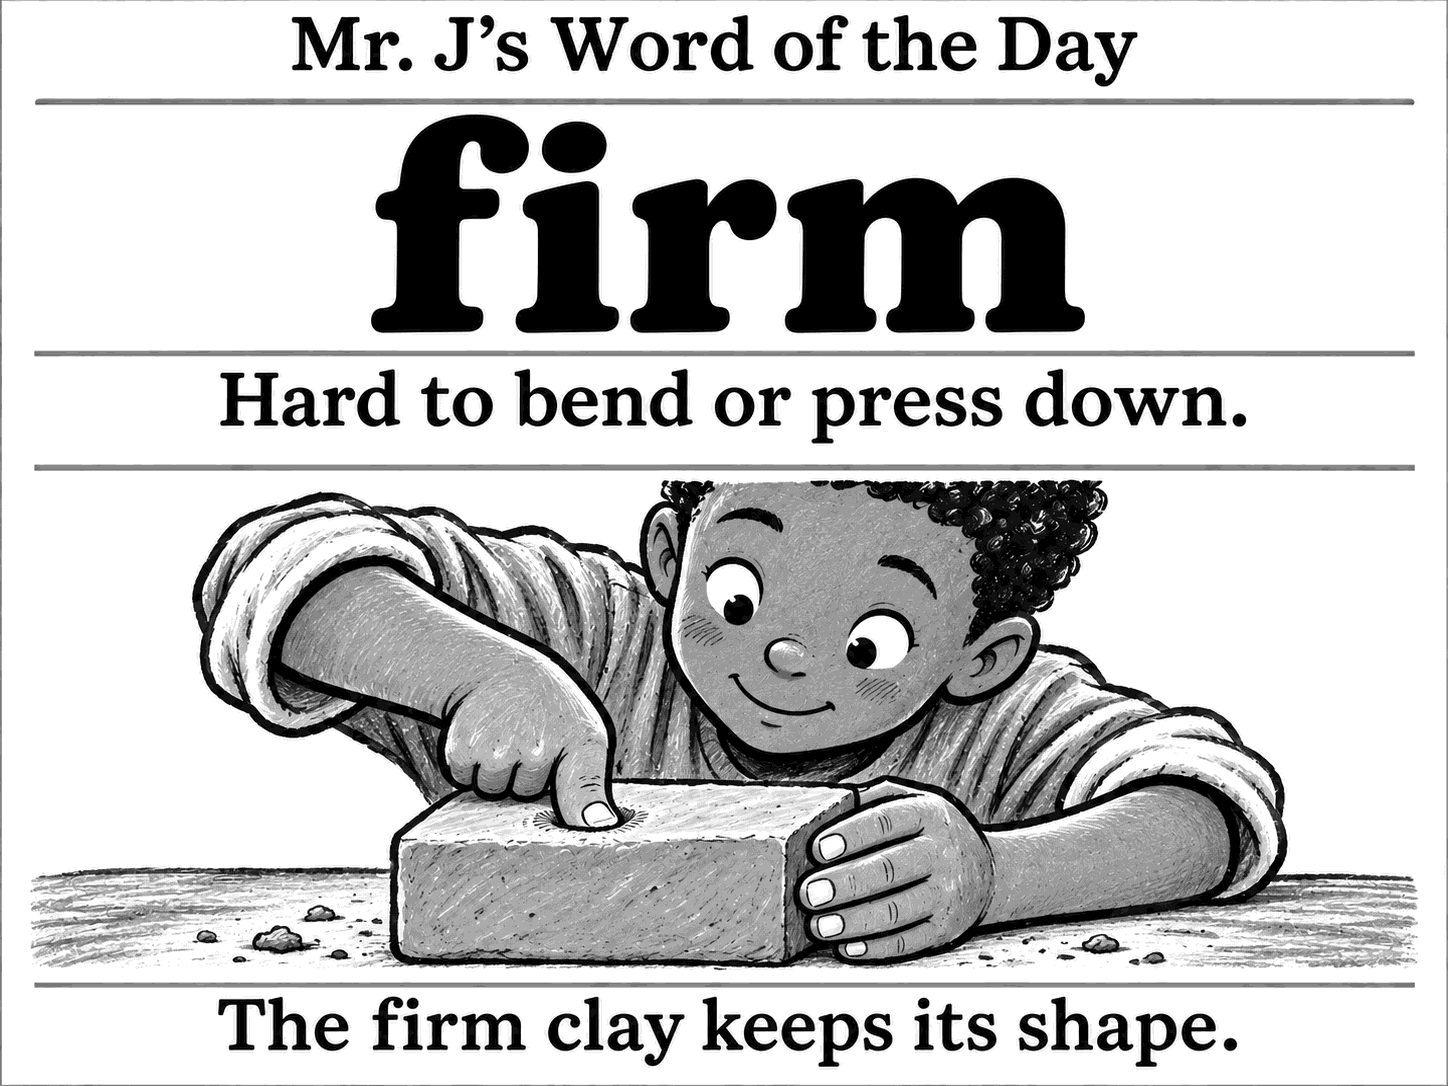 Mr. J’s Word of the Day
firm
Hard to bend or press down.
The firm clay keeps its shape.